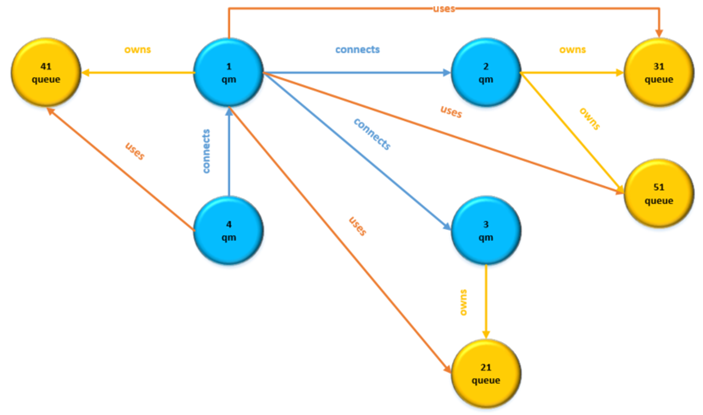 uses
owns
connects
owns
41
queue
1
qm
2
qm
31
queue
uses
owns
connects
connects
uses
51
queue
4
qm
uses
3
qm
owns
21
queue